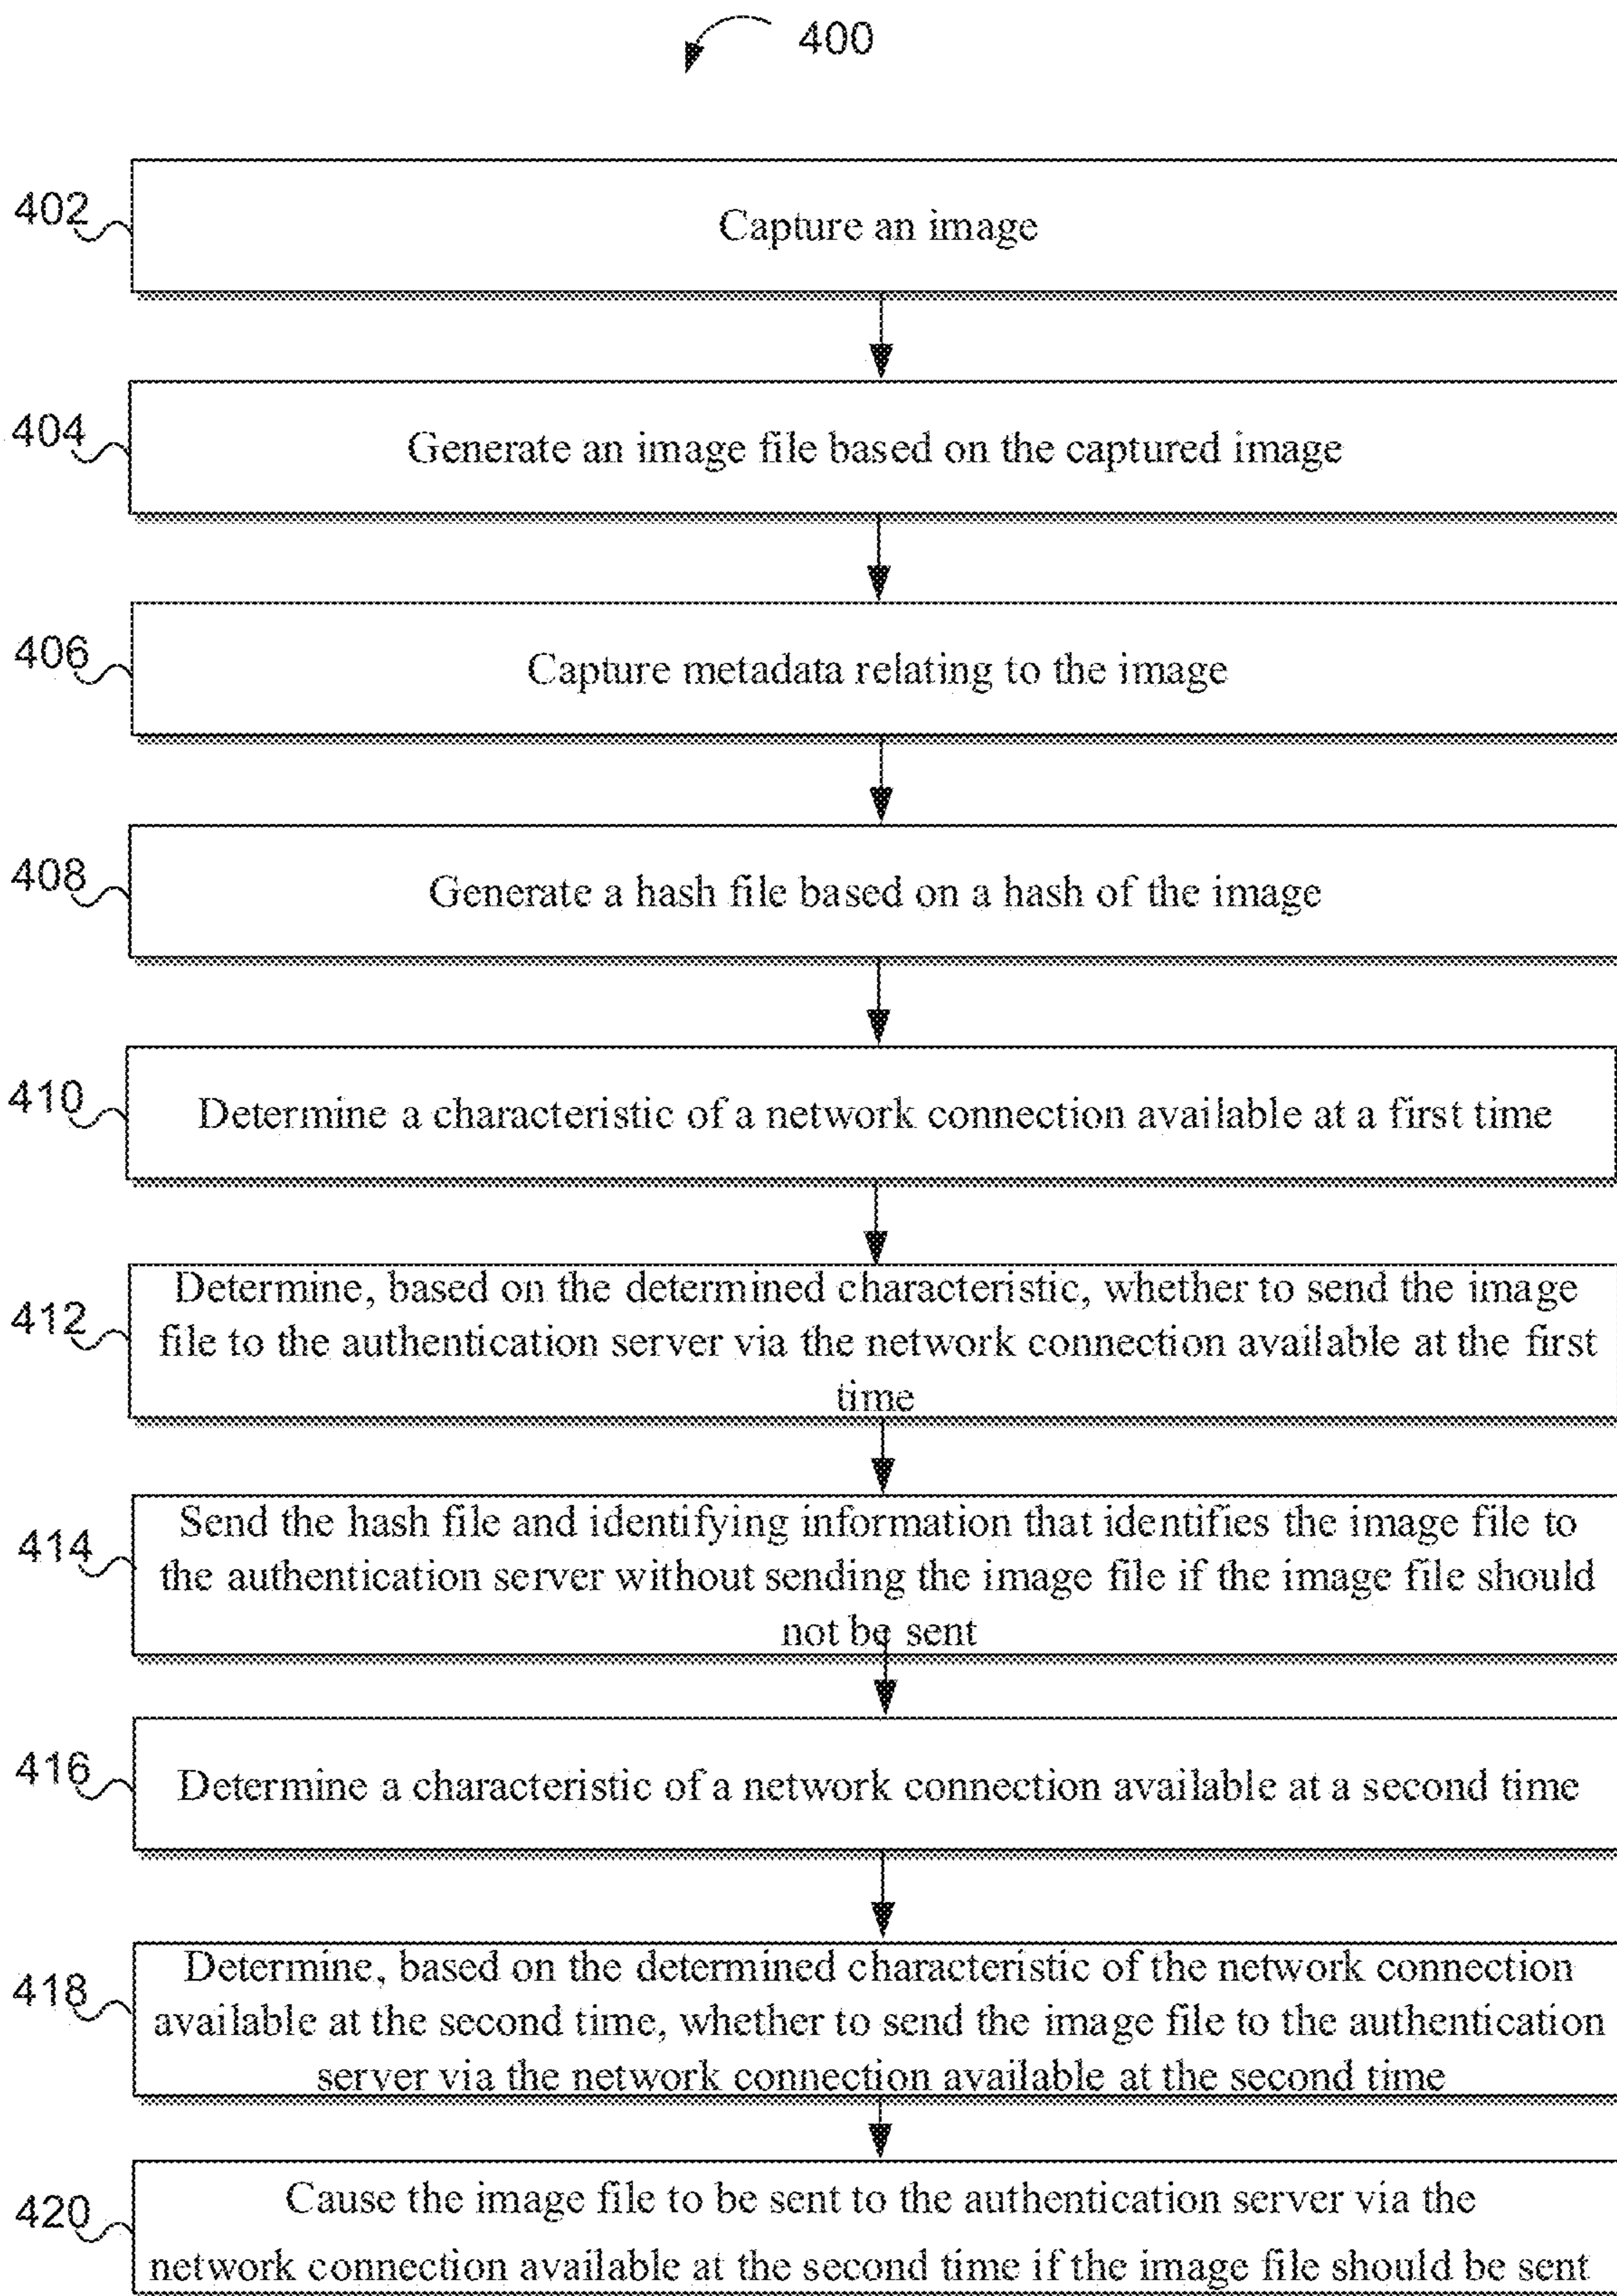 400
402
Capture an image
404
Generate an image file based on the captured image
406
Capture metadata relating to the image
408
Generate a hash file based on a hash of the image
410
Determine a characteristic of a network connection available at a first time
412
Determine, based on the determined characteristic, whether to send the image
file to the authentication server via the network connection available at the first
time
414
Send the hash file and identifying information that identifies the image file to
the authentication server without sending the image file if the image file should
not be sent
416
Determine a characteristic of a network connection available at a second time
418
Determine, based on the determined characteristic of the network connection
available at the second time, whether to send the image file to the authentication
server via the network connection available at the second time
420
Cause the image file to be sent to the authentication server via the
network connection available at the second time if the image file should be sent